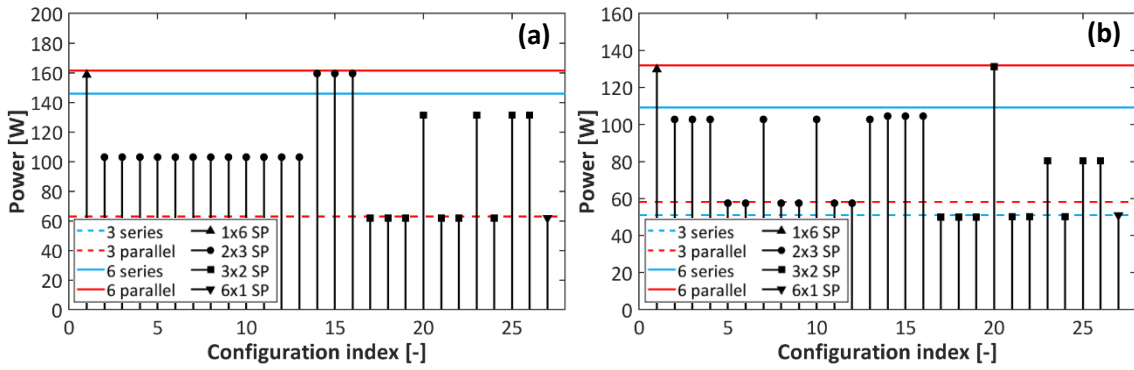 (a)
Power [W]
200
180
160
140
120
100
80
60
40
20
0
3 series
3 parallel
6 series
6 parallel
1x6 SP
2x3 SP
3x2 SP
6x1 SP
0 5 10 15 20 25
Configuration index [-]
(b)
Power [W]
160
140
120
100
80
60
40
20
0
3 series
3 parallel
6 series
6 parallel
1x6 SP
2x3 SP
3x2 SP
6x1 SP
0 5 10 15 20 25
Configuration index [-]